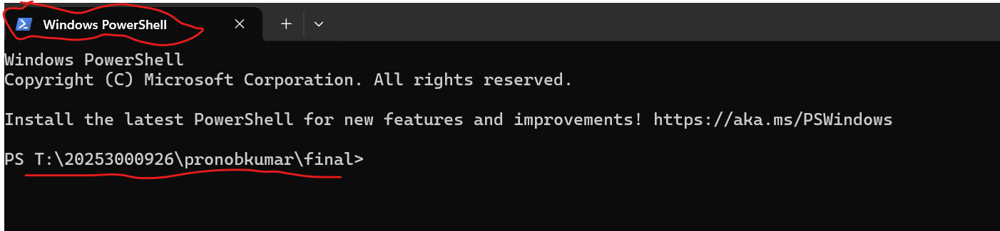 Windows PowerShell
Windows PowerShell
Copyright (C) Microsoft Corporation. All rights reserved.
Install the latest PowerShell for new features and improvements! https://aka.ms/PSWindows
PS T:\20253000926\pronobkumar\final>